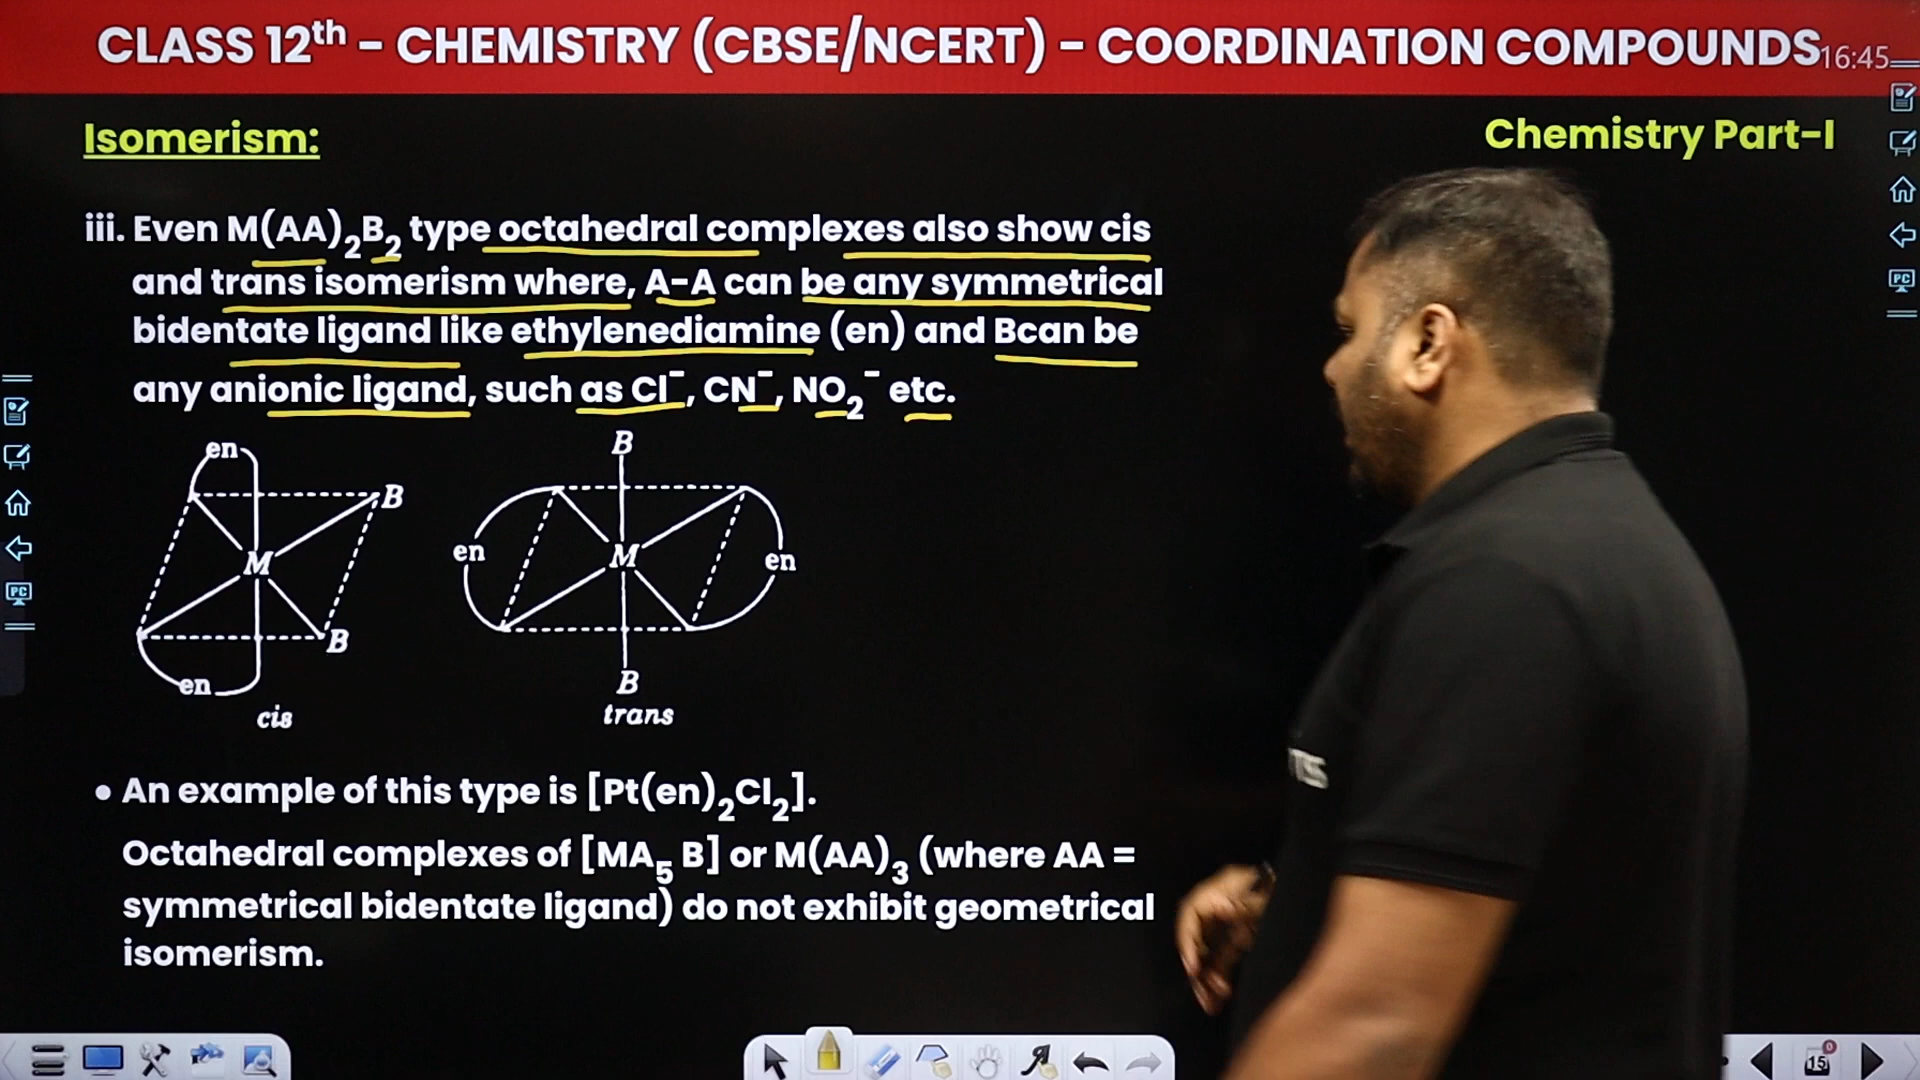 CLASS 12th - CHEMISTRY (CBSE/NCERT) - COORDINATION COMPOUNDS
16:45
Isomerism:
Chemistry Part-I
iii. Even M(AA)₂B₂ type octahedral complexes also show cis
and trans isomerism where, A-A can be any symmetrical
bidentate ligand like ethylenediamine (en) and Bcan be
any anionic ligand, such as Cl⁻, CN⁻, NO₂⁻ etc.
en
B
M
B
en
cis
B
en
M
en
B
trans
• An example of this type is [Pt(en)₂Cl₂].
Octahedral complexes of [MA₅ B] or M(AA)₃ (where AA =
symmetrical bidentate ligand) do not exhibit geometrical
isomerism.
PC
PC
15
0